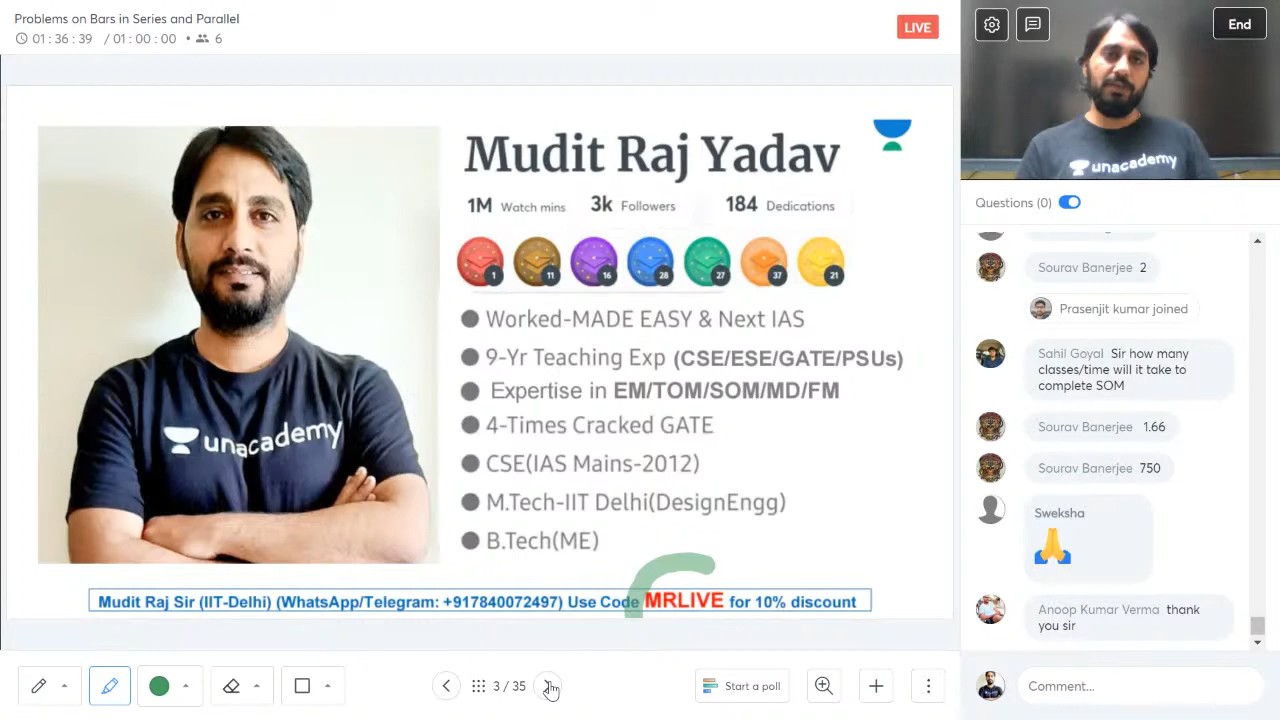 Problems on Bars in Series and Parallel
01:36:39 / 01:00:00 • 6
LIVE
End
Mudit Raj Yadav
1M Watch mins 3k Followers 184 Dedications
1 11 16 28 27 37 21
Worked-MADE EASY & Next IAS
9-Yr Teaching Exp (CSE/ESE/GATE/PSUs)
Expertise in EM/TOM/SOM/MD/FM
4-Times Cracked GATE
CSE(IAS Mains-2012)
M.Tech-IIT Delhi(DesignEngg)
B.Tech(ME)
unacademy
Mudit Raj Sir (IIT-Delhi) (WhatsApp/Telegram: +917840072497) Use Code MRLIVE for 10% discount
3 / 35
Start a poll
unacademy
Questions (0)
Sourav Banerjee 2
Prasenjit kumar joined
Sahil Goyal Sir how many
classes/time will it take to
complete SOM
Sourav Banerjee 1.66
Sourav Banerjee 750
Sweksha
Anoop Kumar Verma thank
you sir
Comment...